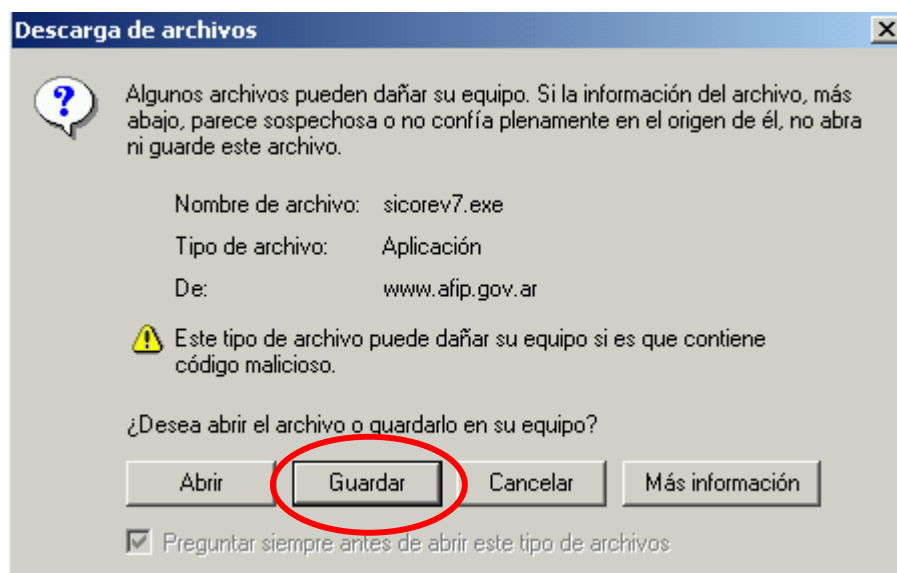 Descarga de archivos
Algunos archivos pueden dañar su equipo. Si la información del archivo, más
abajo, parece sospechosa o no confía plenamente en el origen de él, no abra
ni guarde este archivo.
Nombre de archivo: sicorev7.exe
Tipo de archivo: Aplicación
De: www.afip.gov.ar
Este tipo de archivo puede dañar su equipo si es que contiene
código malicioso.
¿Desea abrir el archivo o guardarlo en su equipo?
Abrir Guardar Cancelar Más información
Preguntar siempre antes de abrir este tipo de archivos